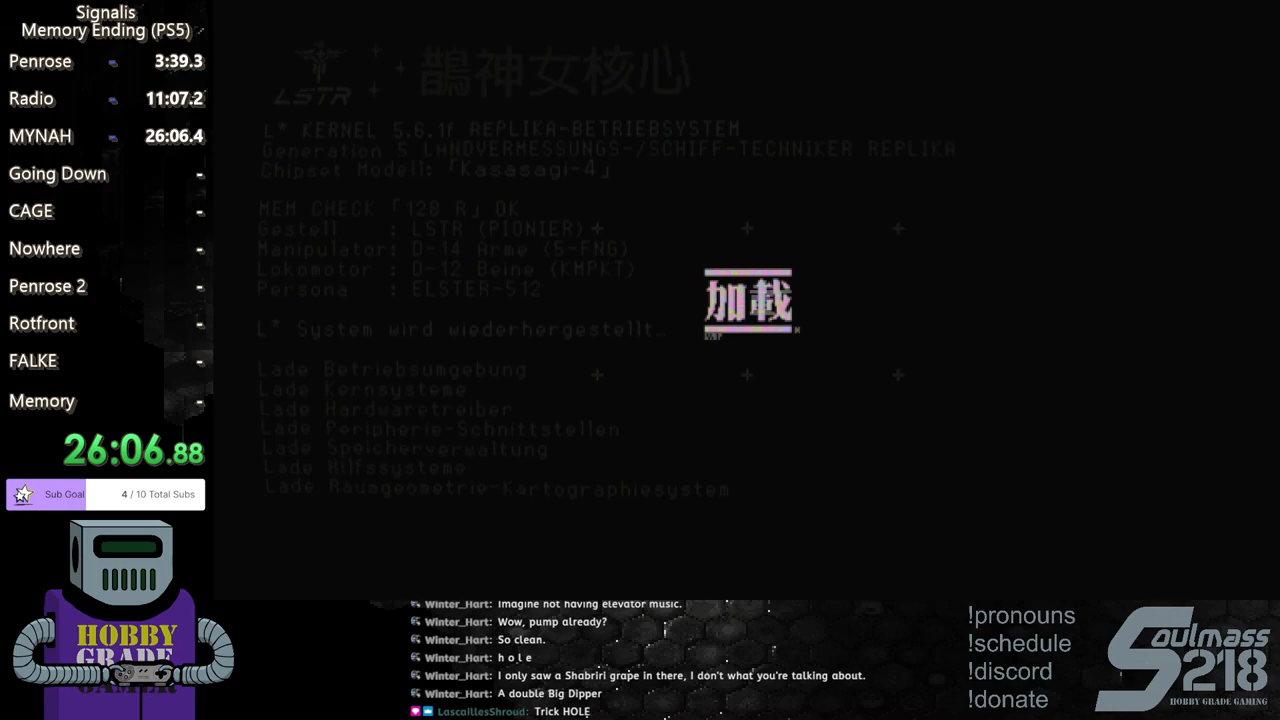 Signalis
Memory Ending (PS5)
Penrose 3:39.3
Radio 11:07.2
MYNAH 26:06.4
Going Down -
CAGE -
Nowhere -
Penrose 2 -
Rotfront -
FALKE -
Memory -
26:06.88
Sub Goal 4 / 10 Total Subs
HOBBY
GRADE
LSTR
鵲神女核心
L* KERNEL 5.6.1f REPLIKA-BETRIEBSYSTEM
Generation 5 LANDVERMESSUNGS-/SCHIFF-TECHNIKER REPLIKA
Chipset Modell: 「Kasasagi-4」
MEM CHECK 「128 R」 OK
Gestell : LSTR (PIONIER)
Manipulator: D-14 Arme (5-FNG)
Lokomotor : D-12 Beine (KMPKT)
Persona : ELSTER-512
L* System wird wiederhergestellt…
加載
Lade Betriebsumgebung
Lade Kernsysteme
Lade Hardwaretreiber
Lade Peripherie-Schnittstellen
Lade Speicherverwaltung
Lade Hilfssysteme
Lade Raumgeometrie-Kartographiesystem
Winter_Hart: Imagine not having elevator music.
Winter_Hart: Wow, pump already?
Winter_Hart: So clean.
Winter_Hart: h o l e
Winter_Hart: I only saw a Shabriri grape in there, I don't what you're talking about.
Winter_Hart: A double Big Dipper
LascaillesShroud: Trick HOLE
!pronouns
!schedule
!discord
!donate
Soulmass
218
HOBBY GRADE GAMING